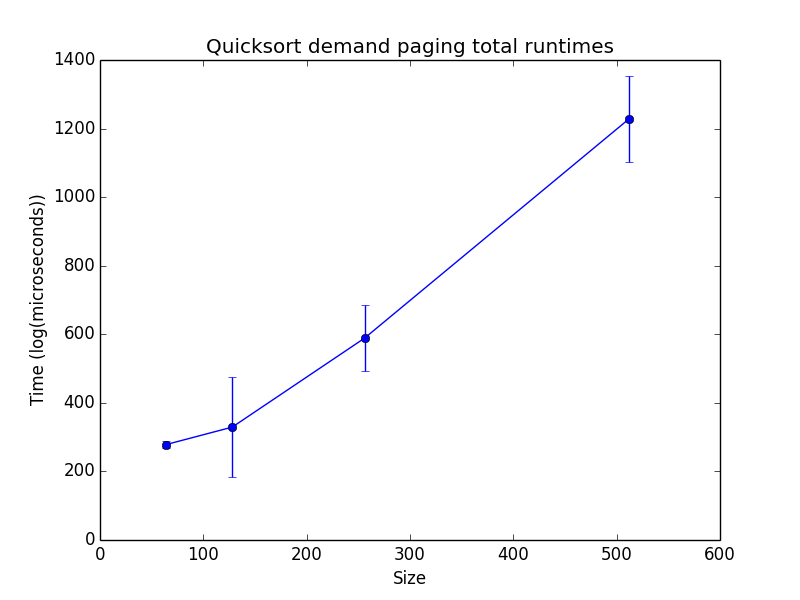 Quicksort demand paging total runtimes
1400
1200
1000
800
600
400
200
0
Time (log(microseconds))
0 100 200 300 400 500 600
Size